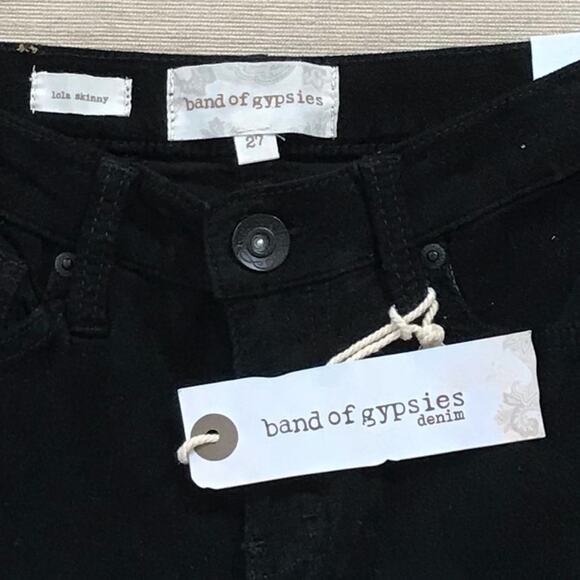 lola skinny
band of gypsies
27
band of gypsies
denim